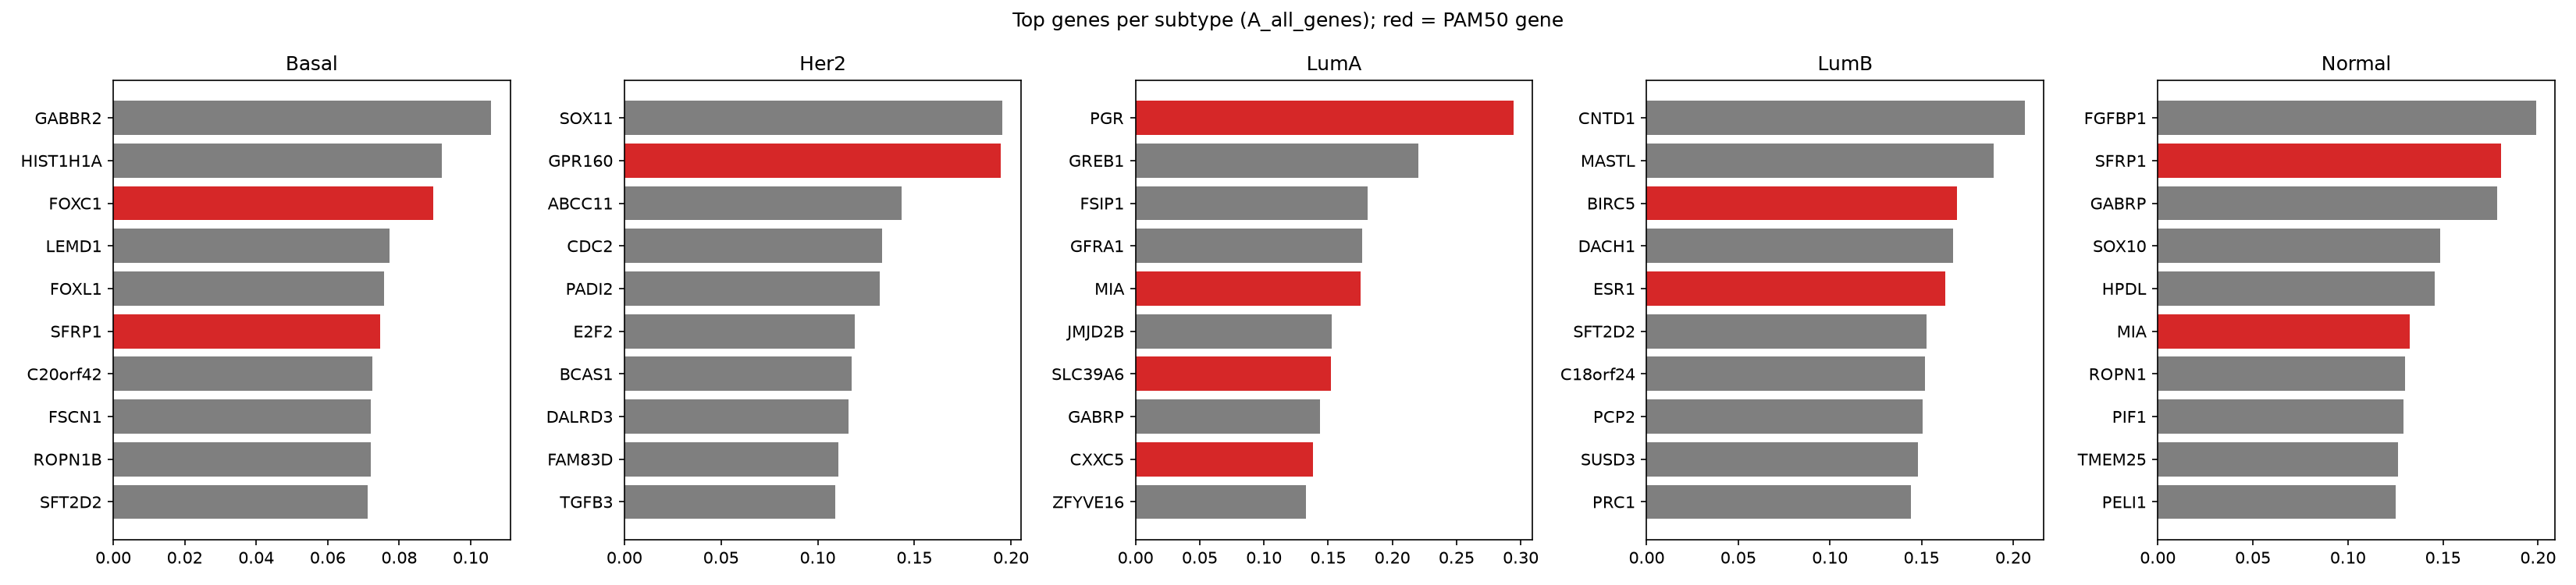 Top genes per subtype (A_all_genes); red = PAM50 gene
Basal
GABBR2
HIST1H1A
FOXC1
LEMD1
FOXL1
SFRP1
C20orf42
FSCN1
ROPN1B
SFT2D2
0.00 0.02 0.04 0.06 0.08 0.10
Her2
SOX11
GPR160
ABCC11
CDC2
PADI2
E2F2
BCAS1
DALRD3
FAM83D
TGFB3
0.00 0.05 0.10 0.15 0.20
LumA
PGR
GREB1
FSIP1
GFRA1
MIA
JMJD2B
SLC39A6
GABRP
CXXC5
ZFYVE16
0.00 0.05 0.10 0.15 0.20 0.25 0.30
LumB
CNTD1
MASTL
BIRC5
DACH1
ESR1
SFT2D2
C18orf24
PCP2
SUSD3
PRC1
0.00 0.05 0.10 0.15 0.20
Normal
FGFBP1
SFRP1
GABRP
SOX10
HPDL
MIA
ROPN1
PIF1
TMEM25
PELI1
0.00 0.05 0.10 0.15 0.20